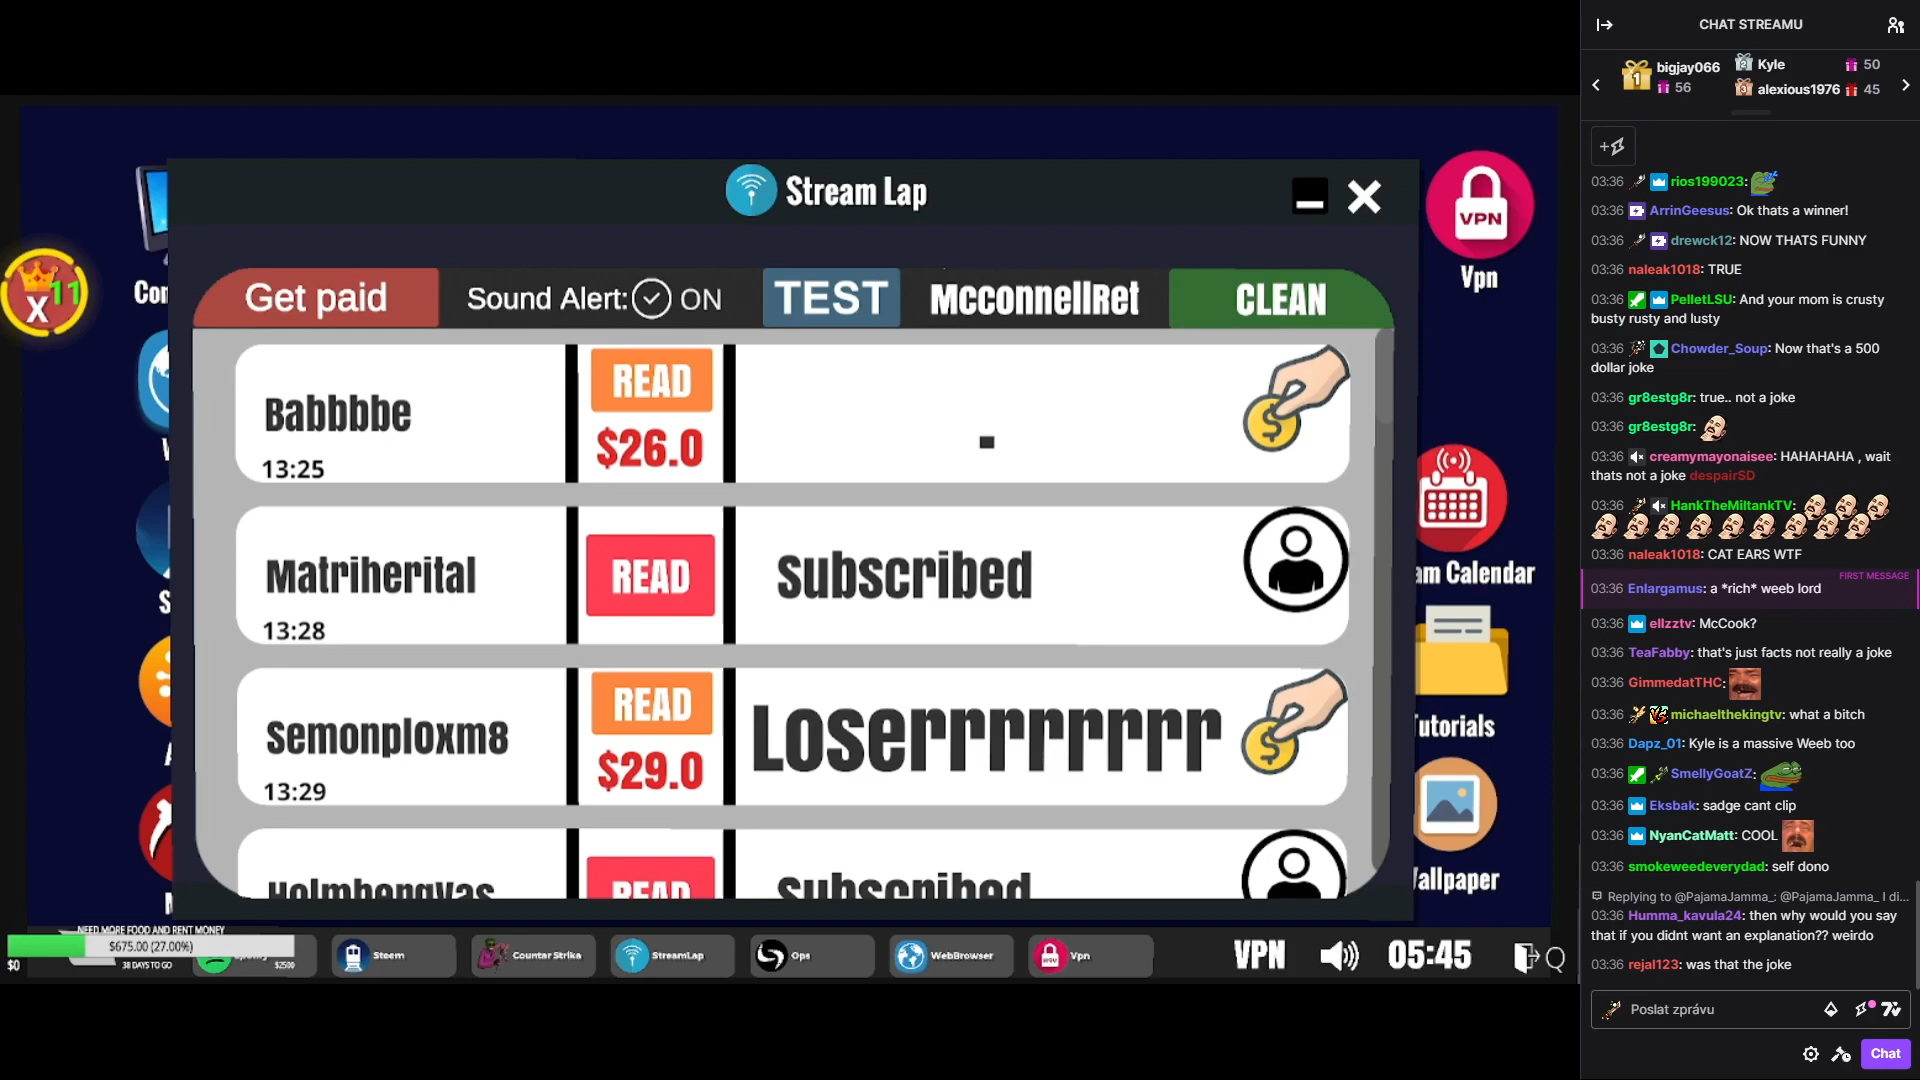 Stream Lap
VPN
Vpn
X 11
Get paid
Sound Alert: ON
TEST
McconnellRet
CLEAN
Babbbbe
13:25
READ
$26.0
.
Matriherital
13:28
READ
Subscribed
Semonpl0xm8
13:29
READ
$29.0
Loserrrrrrrrr
READ
Subscribed
am Calendar
Tutorials
Wallpaper
NEED MORE FOOD AND RENT MONEY
$675.00 (27.00%)
$0
38 DAYS TO GO
$2500
Steem
Countar Strika
StreamLap
Ops
WebBrowser
Vpn
VPN
05:45
CHAT STREAMU
1 bigjay066
56
2 Kyle 50
3 alexious1976 45
03:36 rios199023:
03:36 ArrinGeesus: Ok thats a winner!
03:36 drewck12: NOW THATS FUNNY
03:36 naleak1018: TRUE
03:36 PelletLSU: And your mom is crusty
busty rusty and lusty
03:36 Chowder_Soup: Now that's a 500
dollar joke
03:36 gr8estg8r: true.. not a joke
03:36 gr8estg8r:
03:36 creamymayonaisee: HAHAHAHA , wait
thats not a joke despairSD
03:36 HankTheMiltankTV:
03:36 naleak1018: CAT EARS WTF
FIRST MESSAGE
03:36 Enlargamus: a *rich* weeb lord
03:36 ellzztv: McCook?
03:36 TeaFabby: that's just facts not really a joke
03:36 GimmedatTHC:
03:36 michaelthekingtv: what a bitch
03:36 Dapz_01: Kyle is a massive Weeb too
03:36 SmellyGoatZ:
03:36 Eksbak: sadge cant clip
03:36 NyanCatMatt: COOL
03:36 smokeweedeverydad: self dono
Replying to @PajamaJamma_: @PajamaJamma_ I di...
03:36 Humma_kavula24: then why would you say
that if you didnt want an explanation?? weirdo
03:36 rejal123: was that the joke
Poslat zprávu
Chat